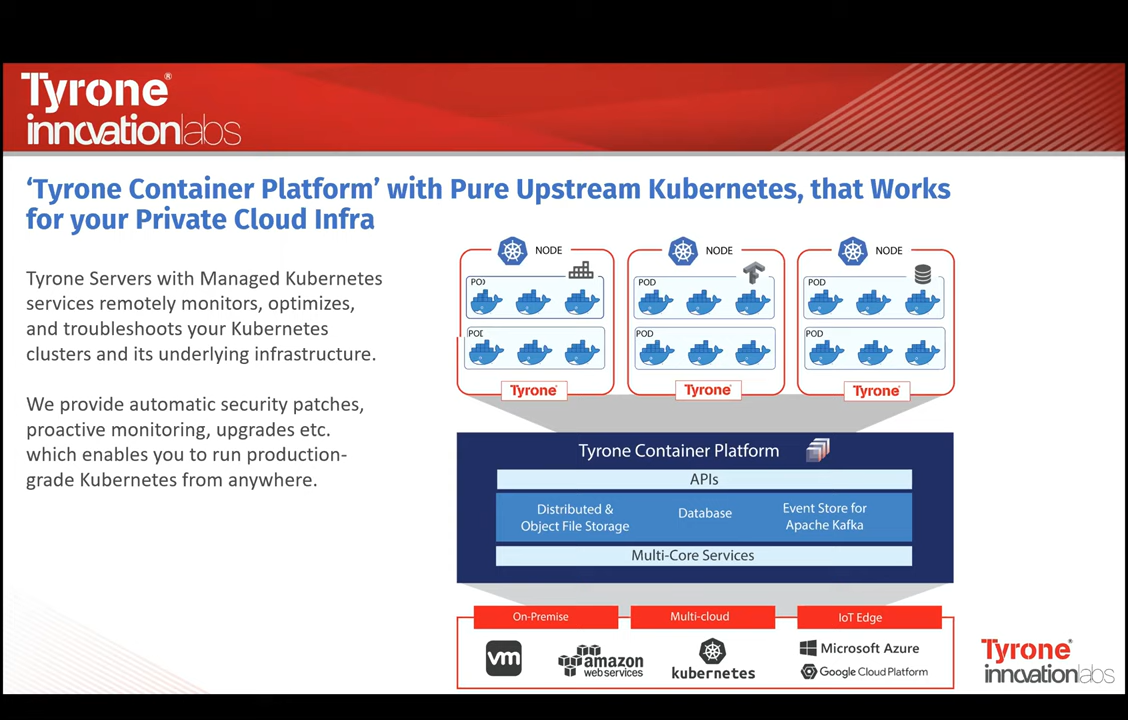 Tyrone®
innovationlabs
‘Tyrone Container Platform’ with Pure Upstream Kubernetes, that Works
for your Private Cloud Infra
Tyrone Servers with Managed Kubernetes
services remotely monitors, optimizes,
and troubleshoots your Kubernetes
clusters and its underlying infrastructure.
We provide automatic security patches,
proactive monitoring, upgrades etc.
which enables you to run production-
grade Kubernetes from anywhere.
NODE
POD
POD
Tyrone
NODE
POD
POD
Tyrone
NODE
POD
POD
Tyrone
Tyrone Container Platform
APIs
Distributed &
Object File Storage
Database
Event Store for
Apache Kafka
Multi-Core Services
On-Premise
Multi-cloud
IoT Edge
vm
amazon
webservices
kubernetes
Microsoft Azure
Google Cloud Platform
Tyrone®
innovationlabs